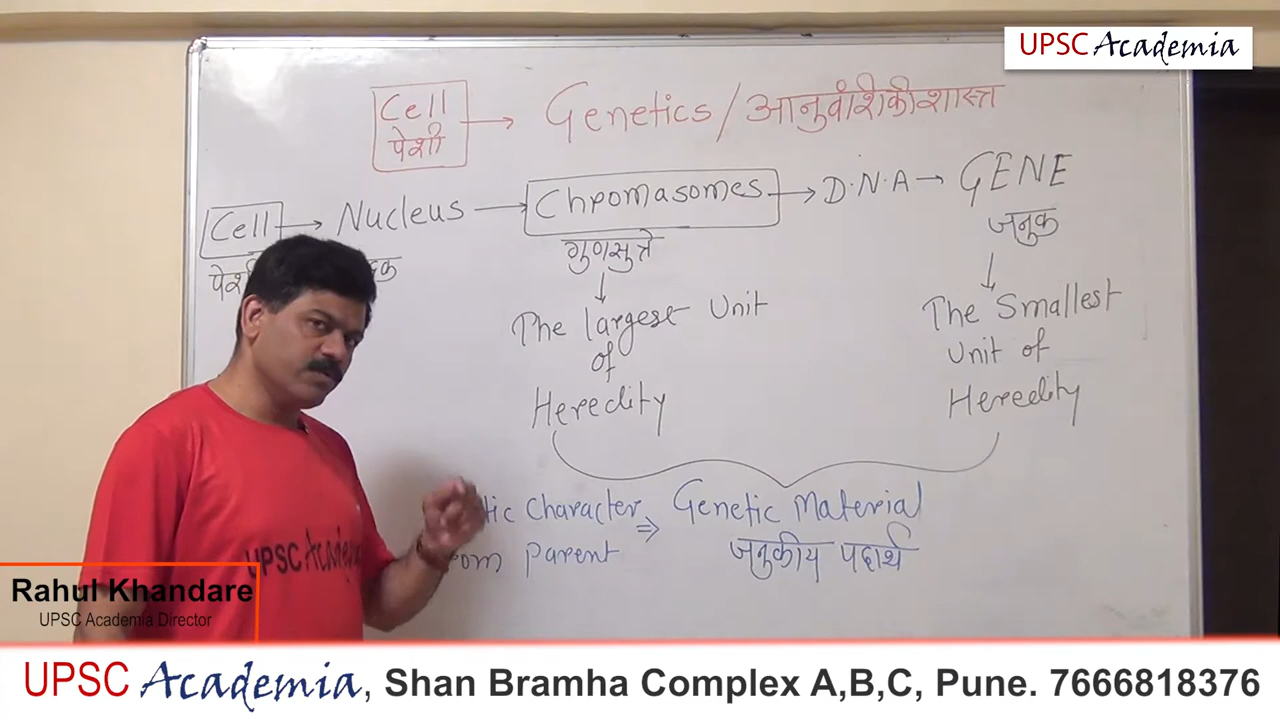 UPSC Academia
Cell → Genetics / आनुवांशिकीशास्त्र
पेशी
Cell → Nucleus → Chromasomes → D.N.A → GENE
गुणसुत्रे
जनुक
The largest Unit
of
Heredity
The Smallest
Unit of
Heredity
Character ⇒ Genetic Material
Parent
जनुकीय पदार्थ
UPSC Academia
Rahul Khandare
UPSC Academia Director
UPSC Academia, Shan Bramha Complex A,B,C, Pune. 7666818376